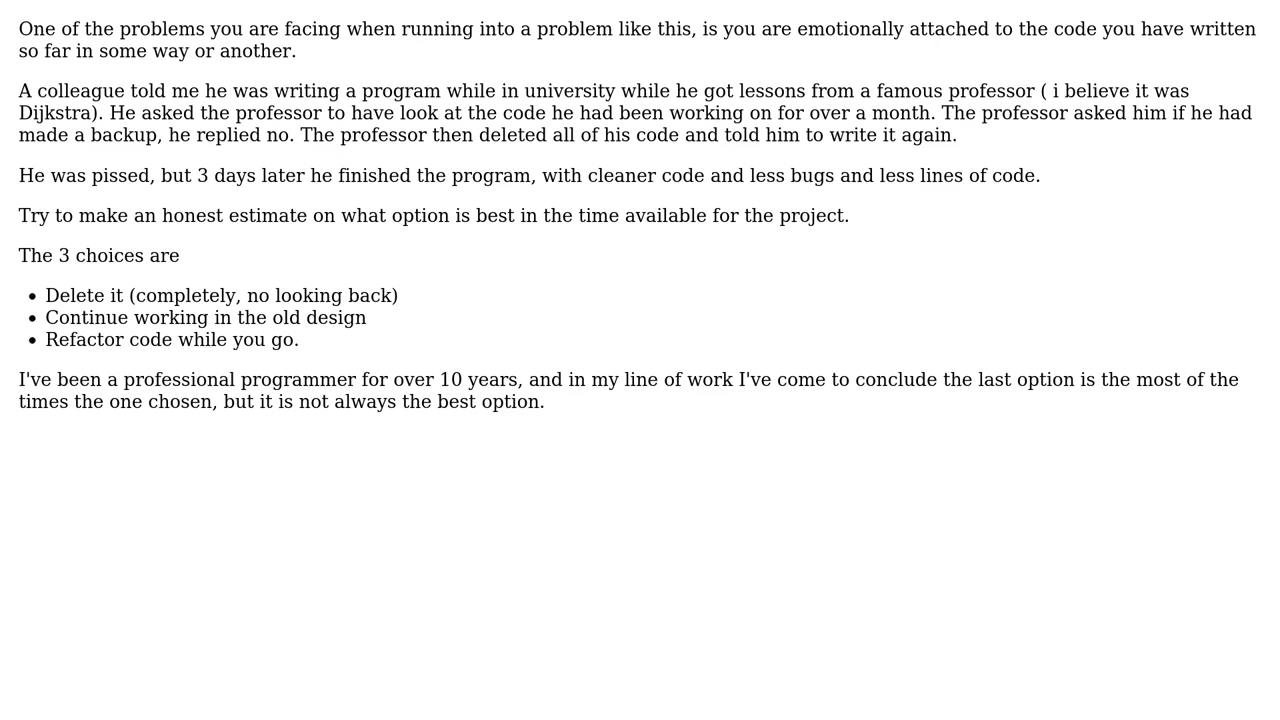 One of the problems you are facing when running into a problem like this, is you are emotionally attached to the code you have written
so far in some way or another.
A colleague told me he was writing a program while in university while he got lessons from a famous professor ( i believe it was
Dijkstra). He asked the professor to have look at the code he had been working on for over a month. The professor asked him if he had
made a backup, he replied no. The professor then deleted all of his code and told him to write it again.
He was pissed, but 3 days later he finished the program, with cleaner code and less bugs and less lines of code.
Try to make an honest estimate on what option is best in the time available for the project.
The 3 choices are
• Delete it (completely, no looking back)
• Continue working in the old design
• Refactor code while you go.
I've been a professional programmer for over 10 years, and in my line of work I've come to conclude the last option is the most of the
times the one chosen, but it is not always the best option.